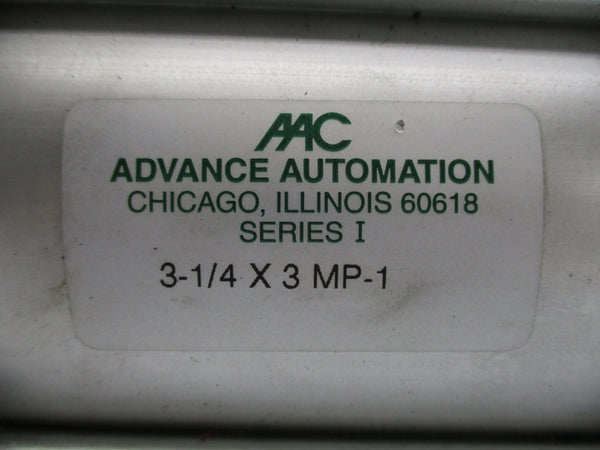 AAC
ADVANCE AUTOMATION
CHICAGO, ILLINOIS 60618
SERIES I
3-1/4 X 3 MP-1